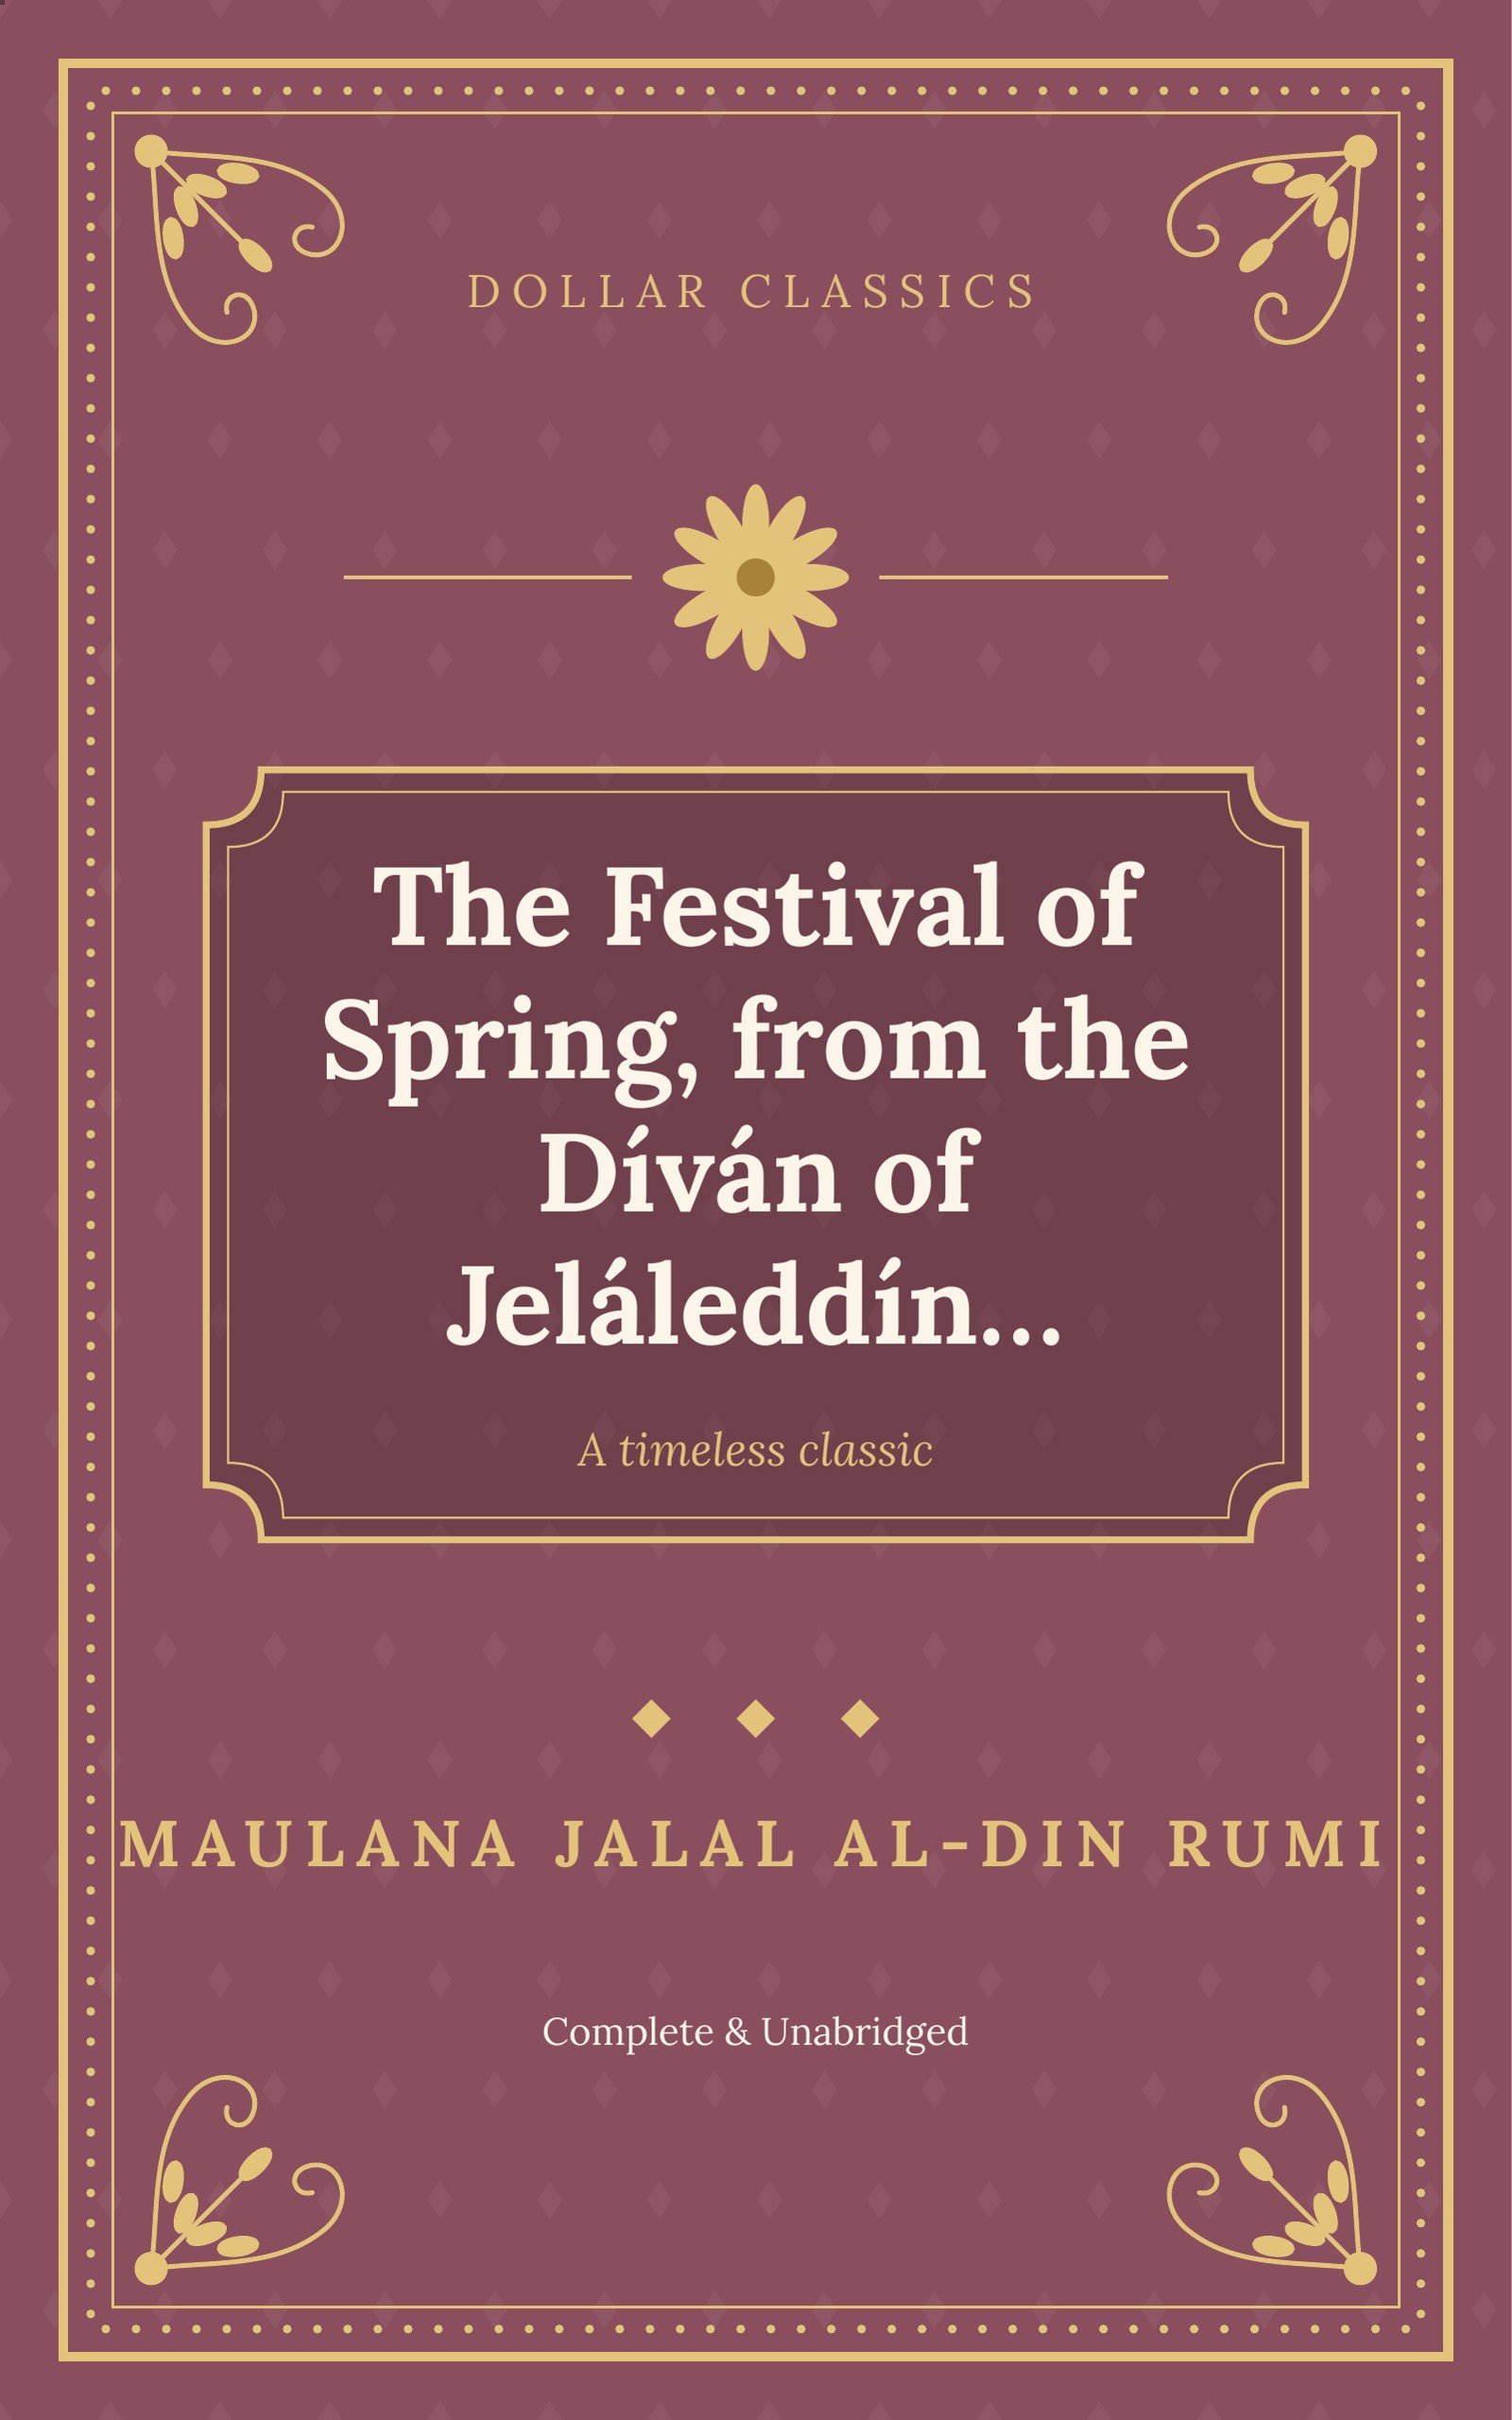 DOLLAR CLASSICS
The Festival of
Spring, from the
Díván of
Jeláleddín...
A timeless classic
MAULANA JALAL AL-DIN RUMI
Complete & Unabridged